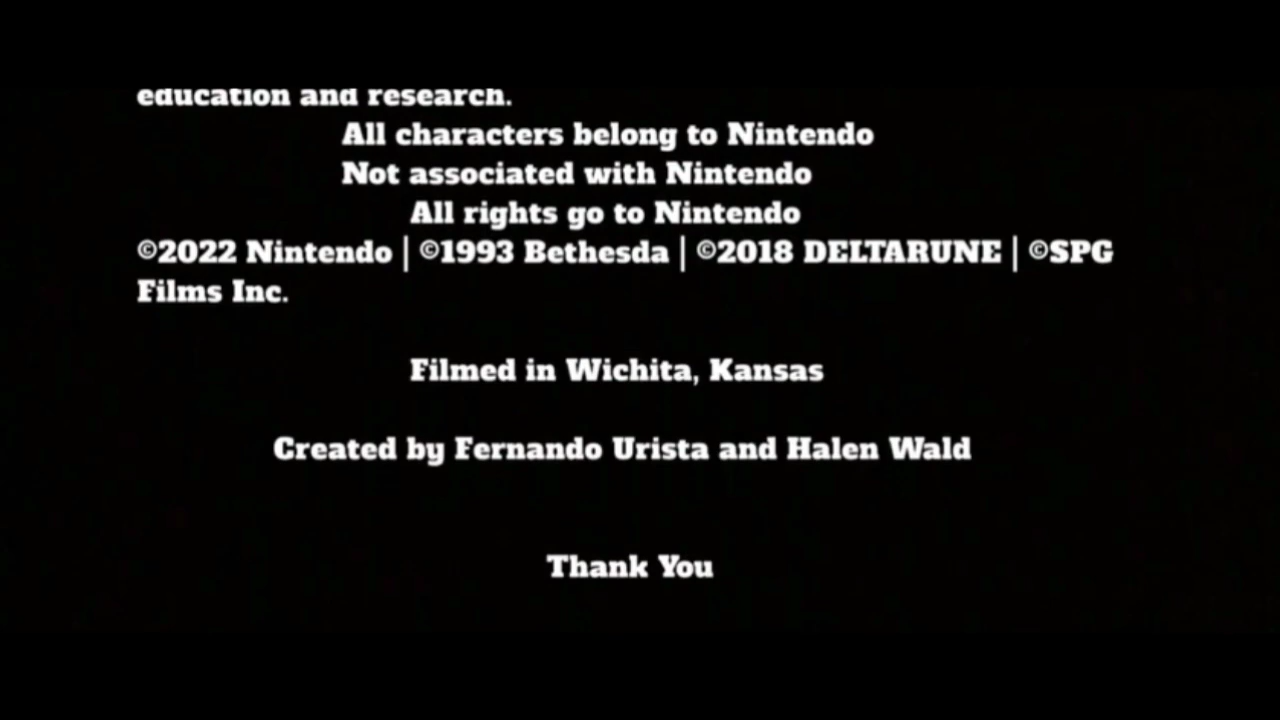 education and research.
All characters belong to Nintendo
Not associated with Nintendo
All rights go to Nintendo
©2022 Nintendo | ©1993 Bethesda | ©2018 DELTARUNE | ©SPG
Films Inc.
Filmed in Wichita, Kansas
Created by Fernando Urista and Halen Wald
Thank You